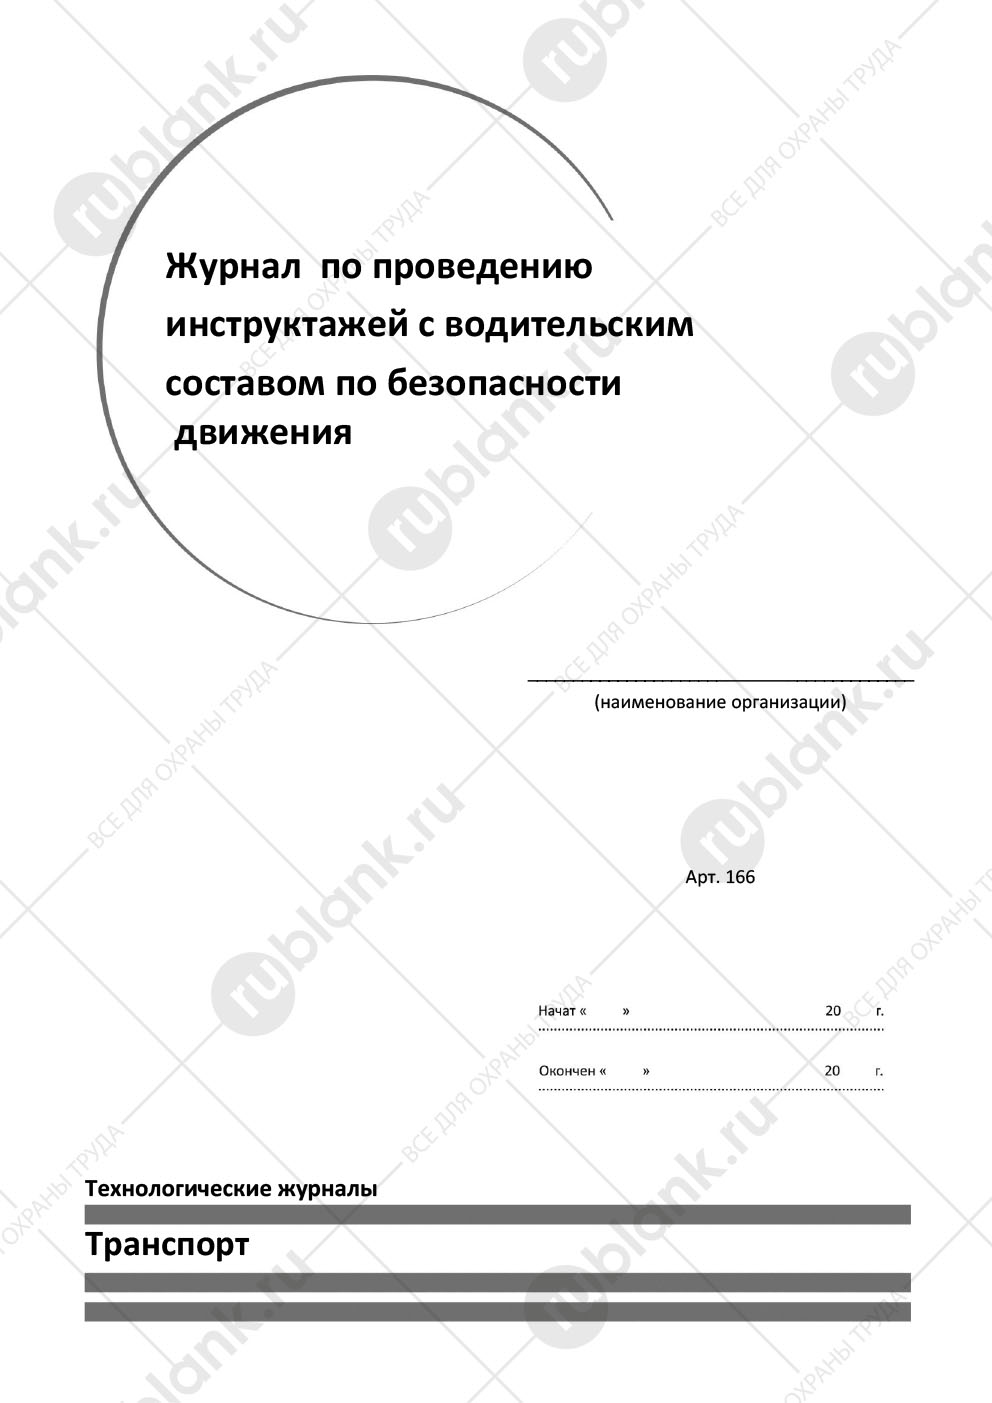 Журнал по проведению
инструктажей с водительским
составом по безопасности
движения
(наименование организации)
Арт. 166
Начат « » 20 г.
Окончен « » 20 г.
Технологические журналы
Транспорт
rublank.ru
ВСЕ ДЛЯ ОХРАНЫ ТРУДА